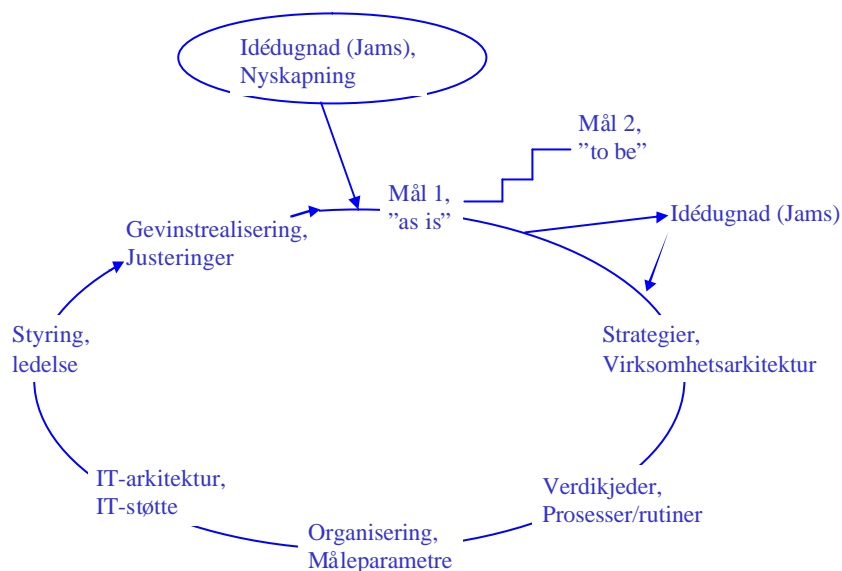 Idédugnad (Jams),
Nyskapning
Mål 2,
”to be”
Mål 1,
”as is”
Idédugnad (Jams)
Gevinstrealisering,
Justeringer
Styring,
ledelse
Strategier,
Virksomhetsarkitektur
IT-arkitektur,
IT-støtte
Verdikjeder,
Prosesser/rutiner
Organisering,
Måleparametre